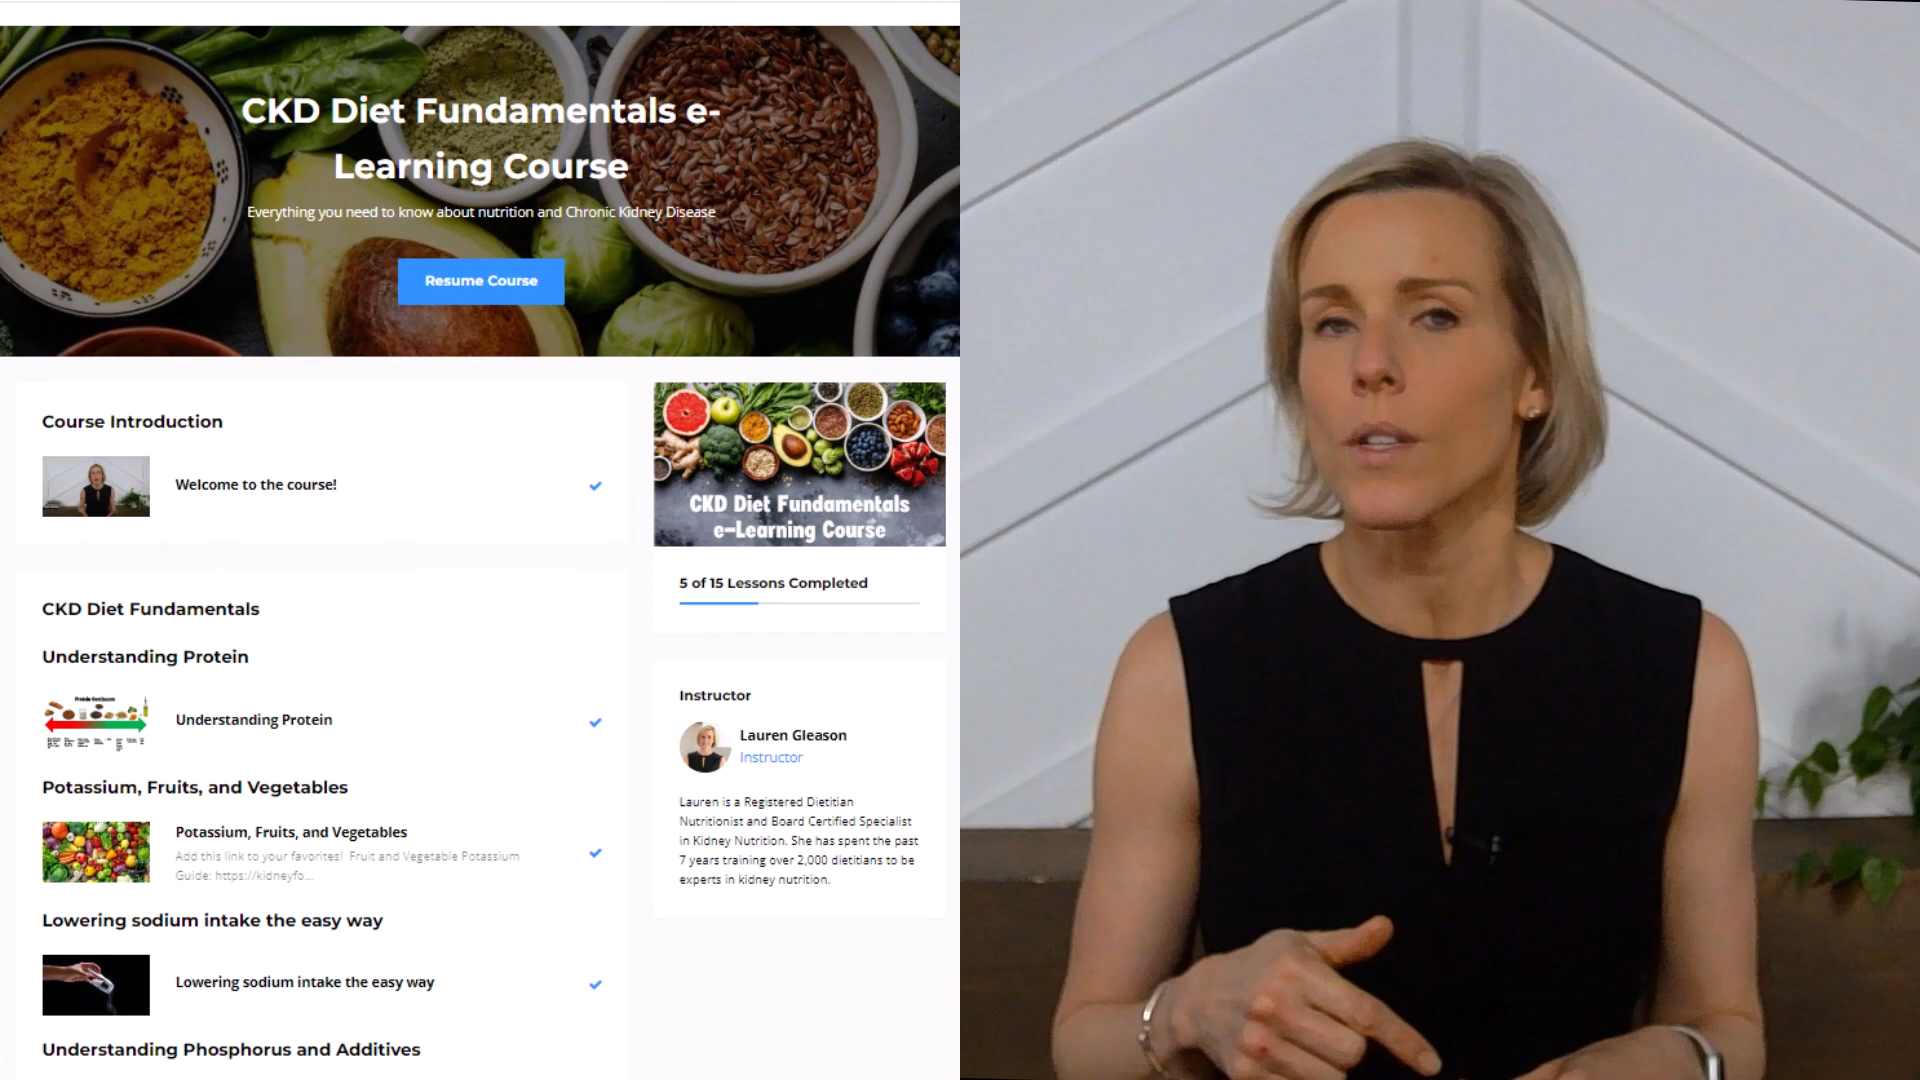 CKD Diet Fundamentals e-
Learning Course
Everything you need to know about nutrition and Chronic Kidney Disease
Resume Course
Course Introduction
Welcome to the course!
CKD Diet Fundamentals
Understanding Protein
Understanding Protein
Potassium, Fruits, and Vegetables
Potassium, Fruits, and Vegetables
Add this link to your favorites! Fruit and Vegetable Potassium
Guide: https://kidneyfo...
Lowering sodium intake the easy way
Lowering sodium intake the easy way
Understanding Phosphorus and Additives
CKD Diet Fundamentals
e-Learning Course
5 of 15 Lessons Completed
Instructor
Lauren Gleason
Instructor
Lauren is a Registered Dietitian
Nutritionist and Board Certified Specialist
in Kidney Nutrition. She has spent the past
7 years training over 2,000 dietitians to be
experts in kidney nutrition.